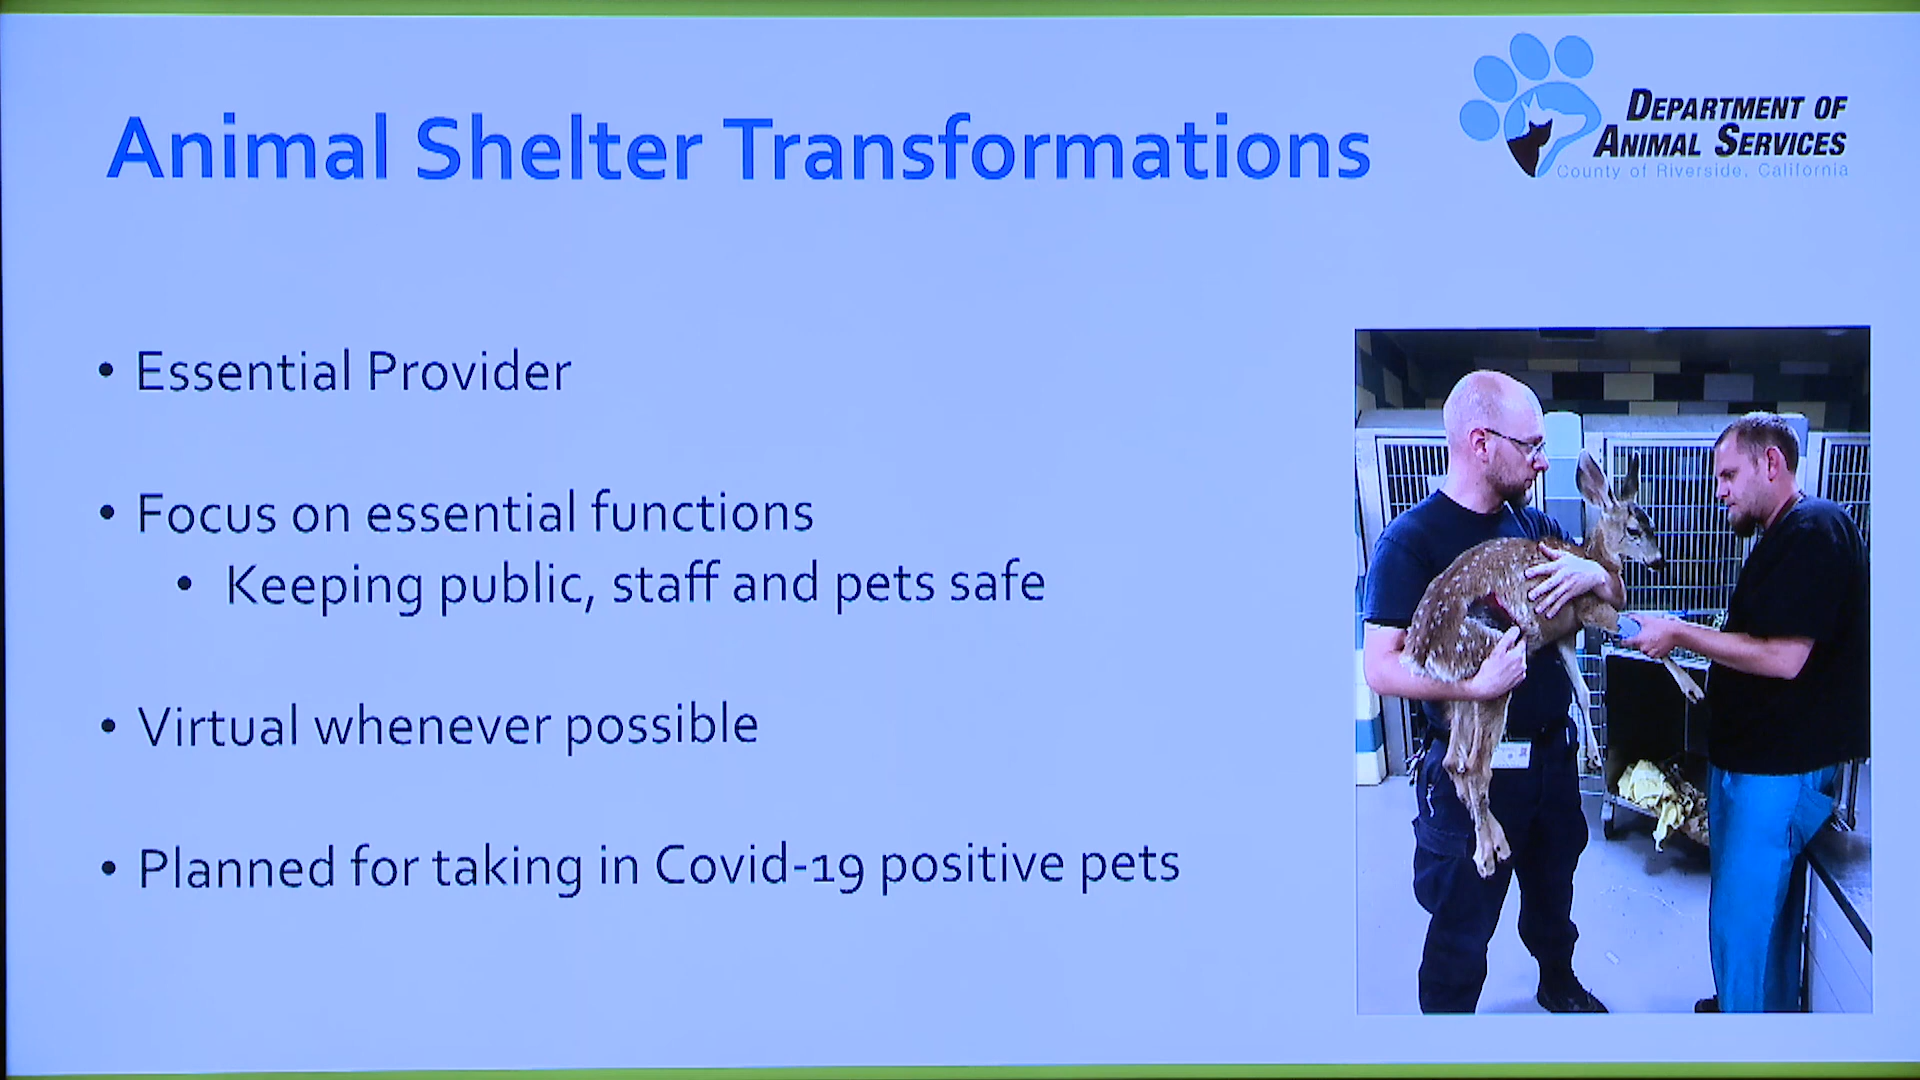 Animal Shelter Transformations
DEPARTMENT OF
ANIMAL SERVICES
County of Riverside, California
• Essential Provider
• Focus on essential functions
• Keeping public, staff and pets safe
• Virtual whenever possible
• Planned for taking in Covid-19 positive pets